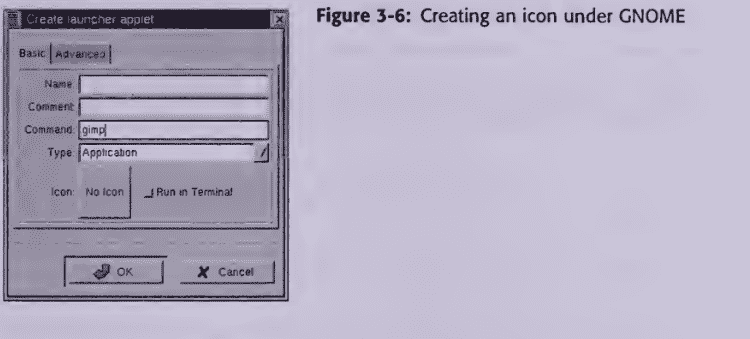 Create launcher applet
Figure 3-6: Creating an icon under GNOME
Basic Advanced
Name
Comment
Command: gimp
Type: Application
Icon: No Icon Run in Terminal
OK Cancel